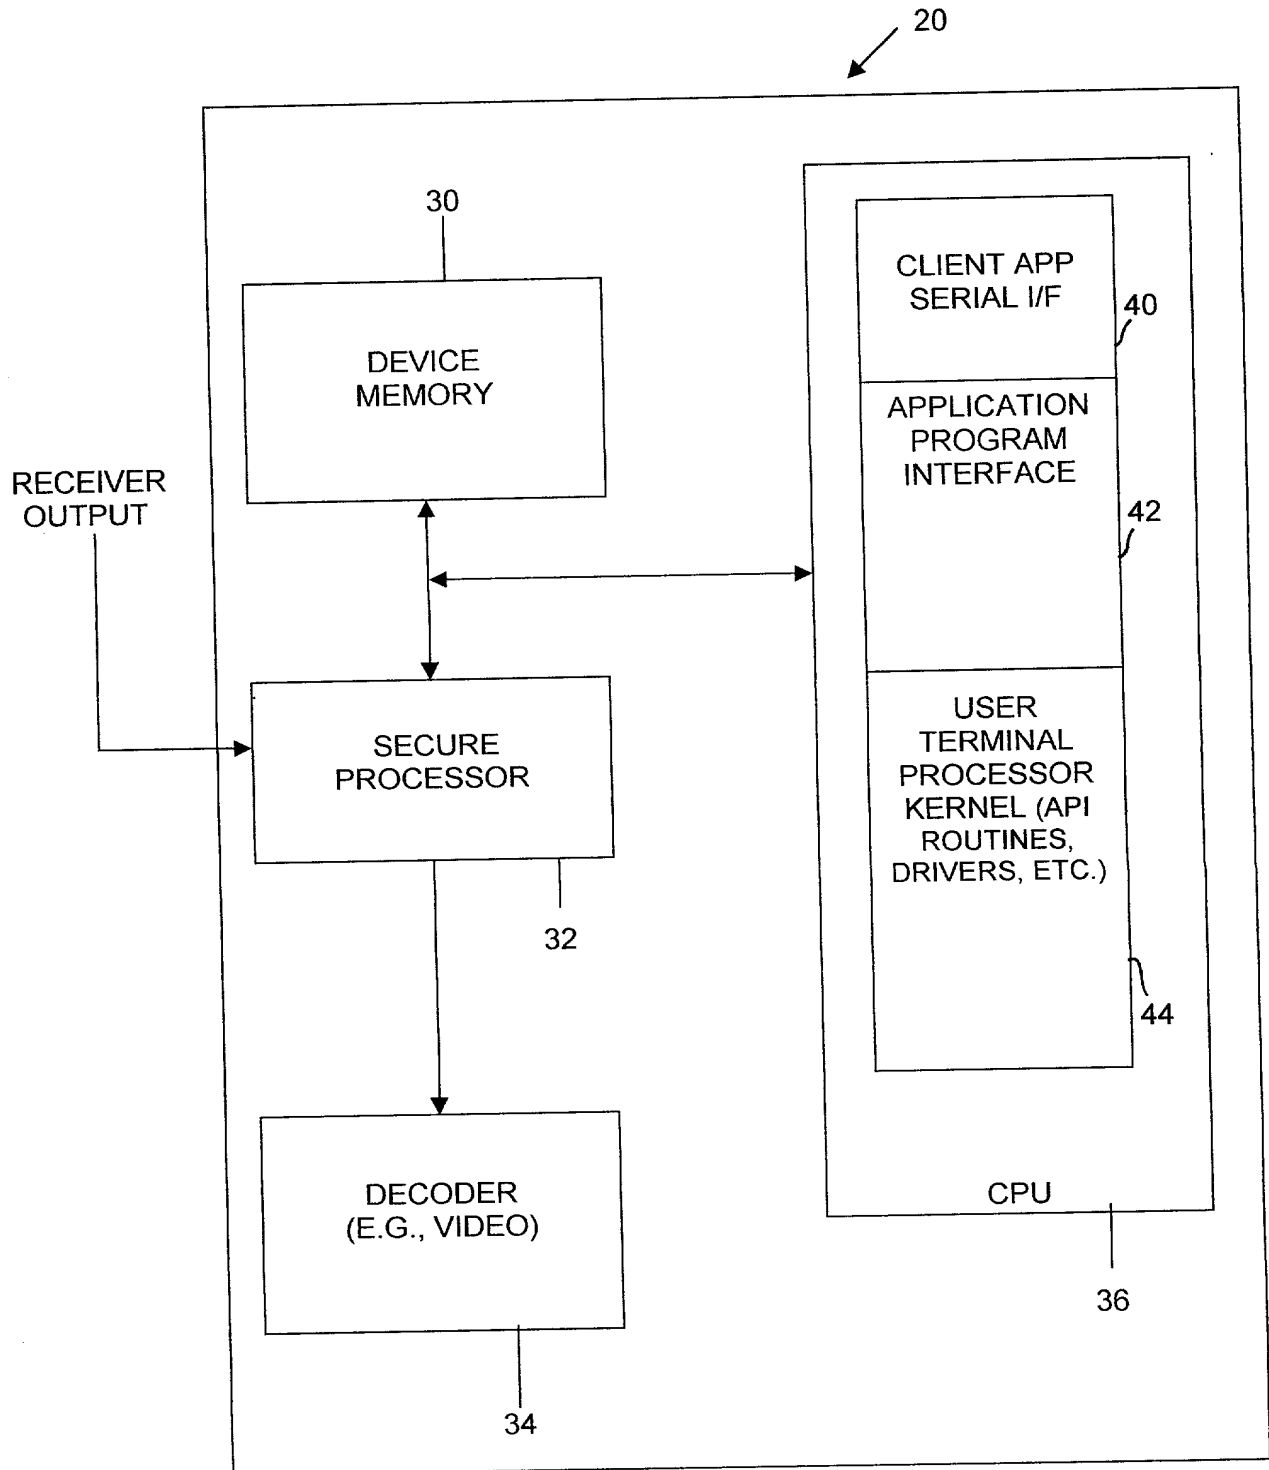 20
30
DEVICE
MEMORY
RECEIVER
OUTPUT
SECURE
PROCESSOR
32
DECODER
(E.G., VIDEO)
34
CLIENT APP
SERIAL I/F
40
APPLICATION
PROGRAM
INTERFACE
42
USER
TERMINAL
PROCESSOR
KERNEL (API
ROUTINES,
DRIVERS, ETC.)
44
CPU
36